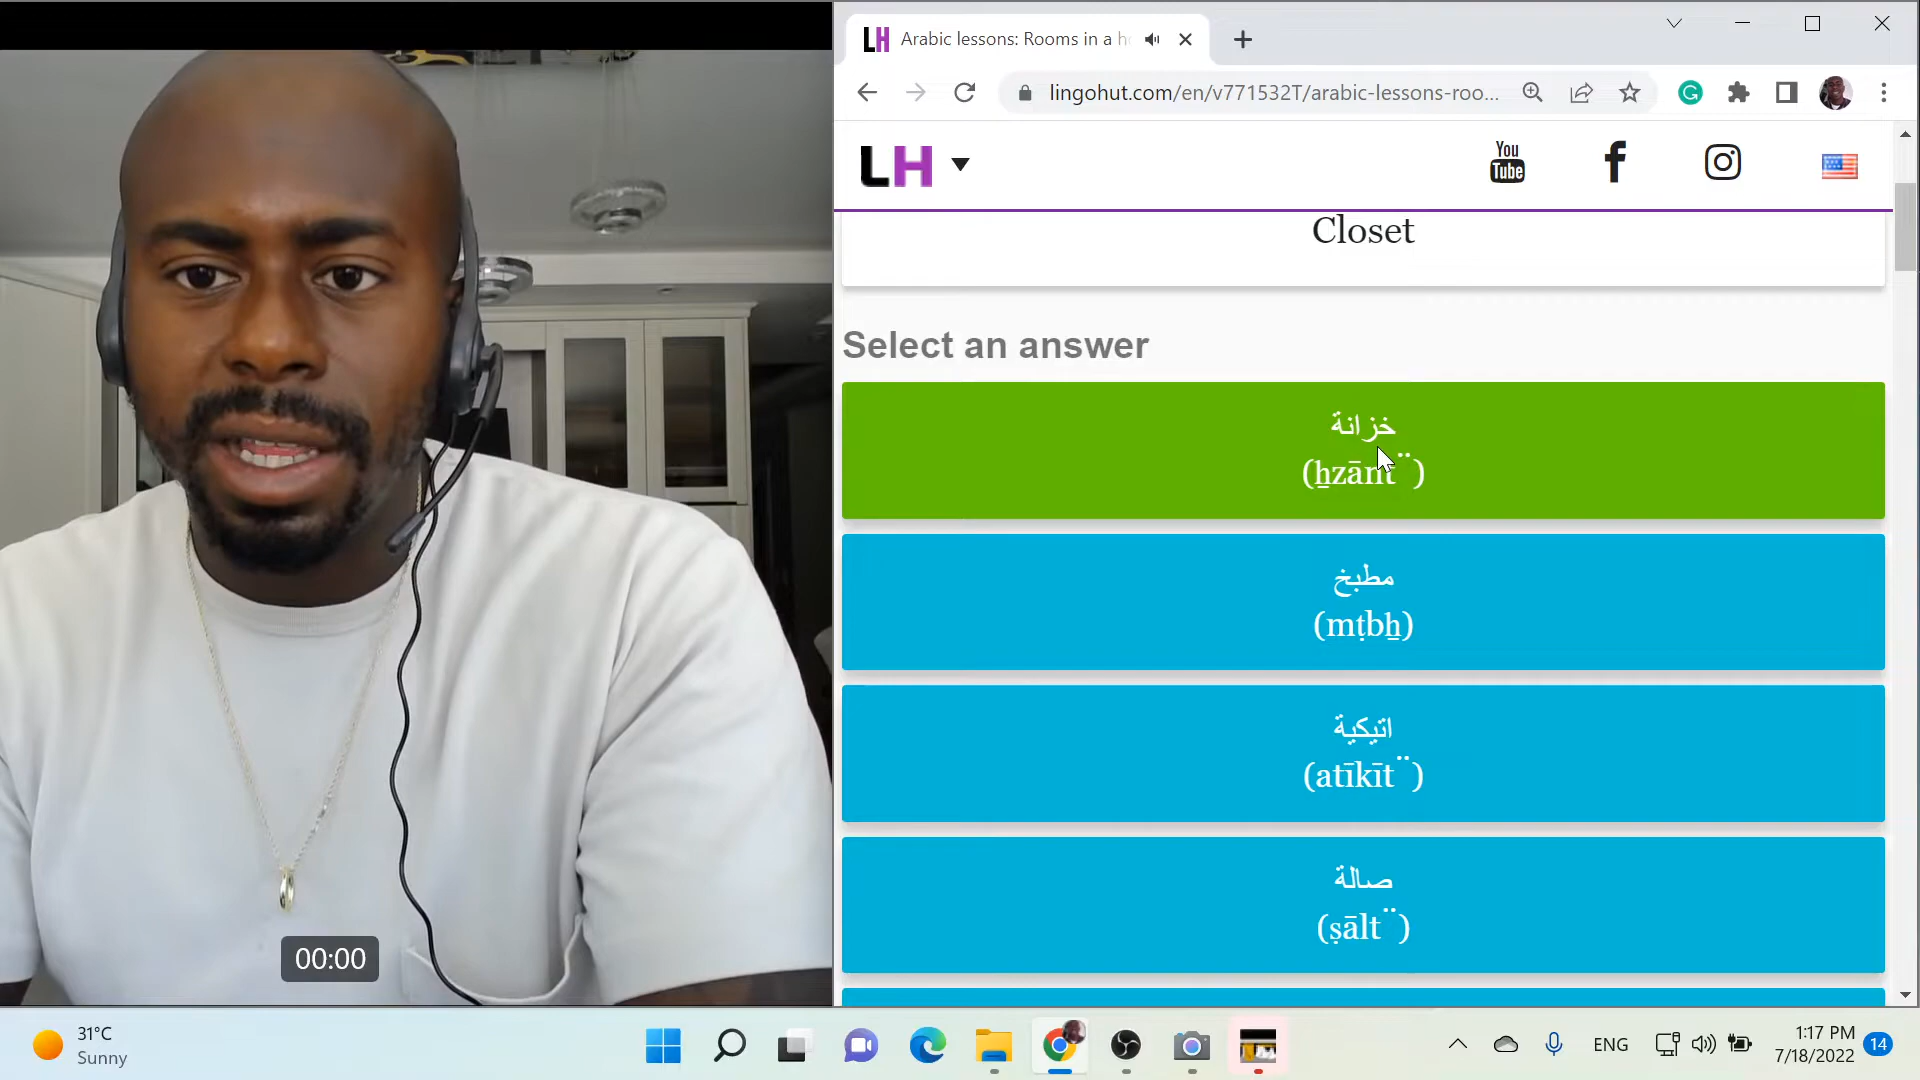 LH Arabic lessons: Rooms in a h
lingohut.com/en/v771532T/arabic-lessons-roo...
LH
You
Tube
Closet
Select an answer
خزانة
(ẖzānt¨)
مطبخ
(mṭbẖ)
اتيكية
(atīkīt¨)
صالة
(ṣālt¨)
00:00
31°C
Sunny
ENG
1:17 PM
7/18/2022
14